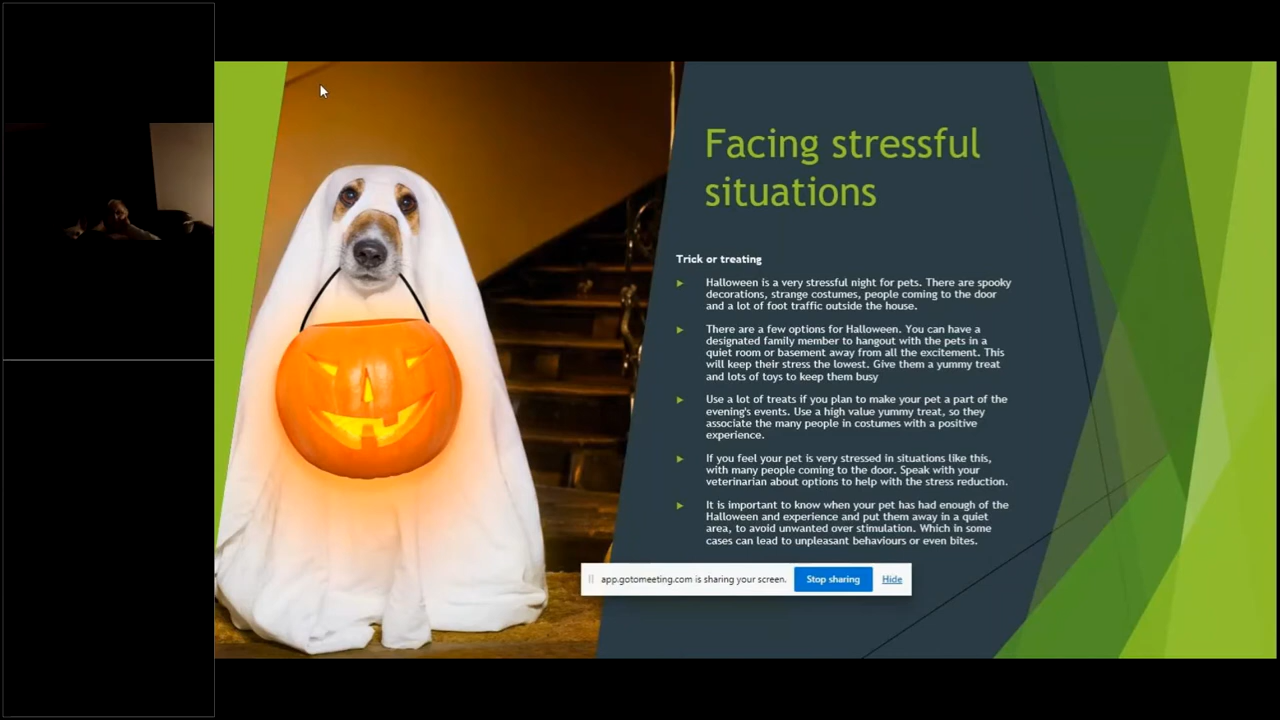 Facing stressful
situations
Trick or treating
Halloween is a very stressful night for pets. There are spooky
decorations, strange costumes, people coming to the door
and a lot of foot traffic outside the house.
There are a few options for Halloween. You can have a
designated family member to hangout with the pets in a
quiet room or basement away from all the excitement. This
will keep their stress the lowest. Give them a yummy treat
and lots of toys to keep them busy
Use a lot of treats if you plan to make your pet a part of the
evening's events. Use a high value yummy treat, so they
associate the many people in costumes with a positive
experience.
If you feel your pet is very stressed in situations like this,
with many people coming to the door. Speak with your
veterinarian about options to help with the stress reduction.
It is important to know when your pet has had enough of the
Halloween and experience and put them away in a quiet
area, to avoid unwanted over stimulation. Which in some
cases can lead to unpleasant behaviours or even bites.
app.gotomeeting.com is sharing your screen. Stop sharing Hide